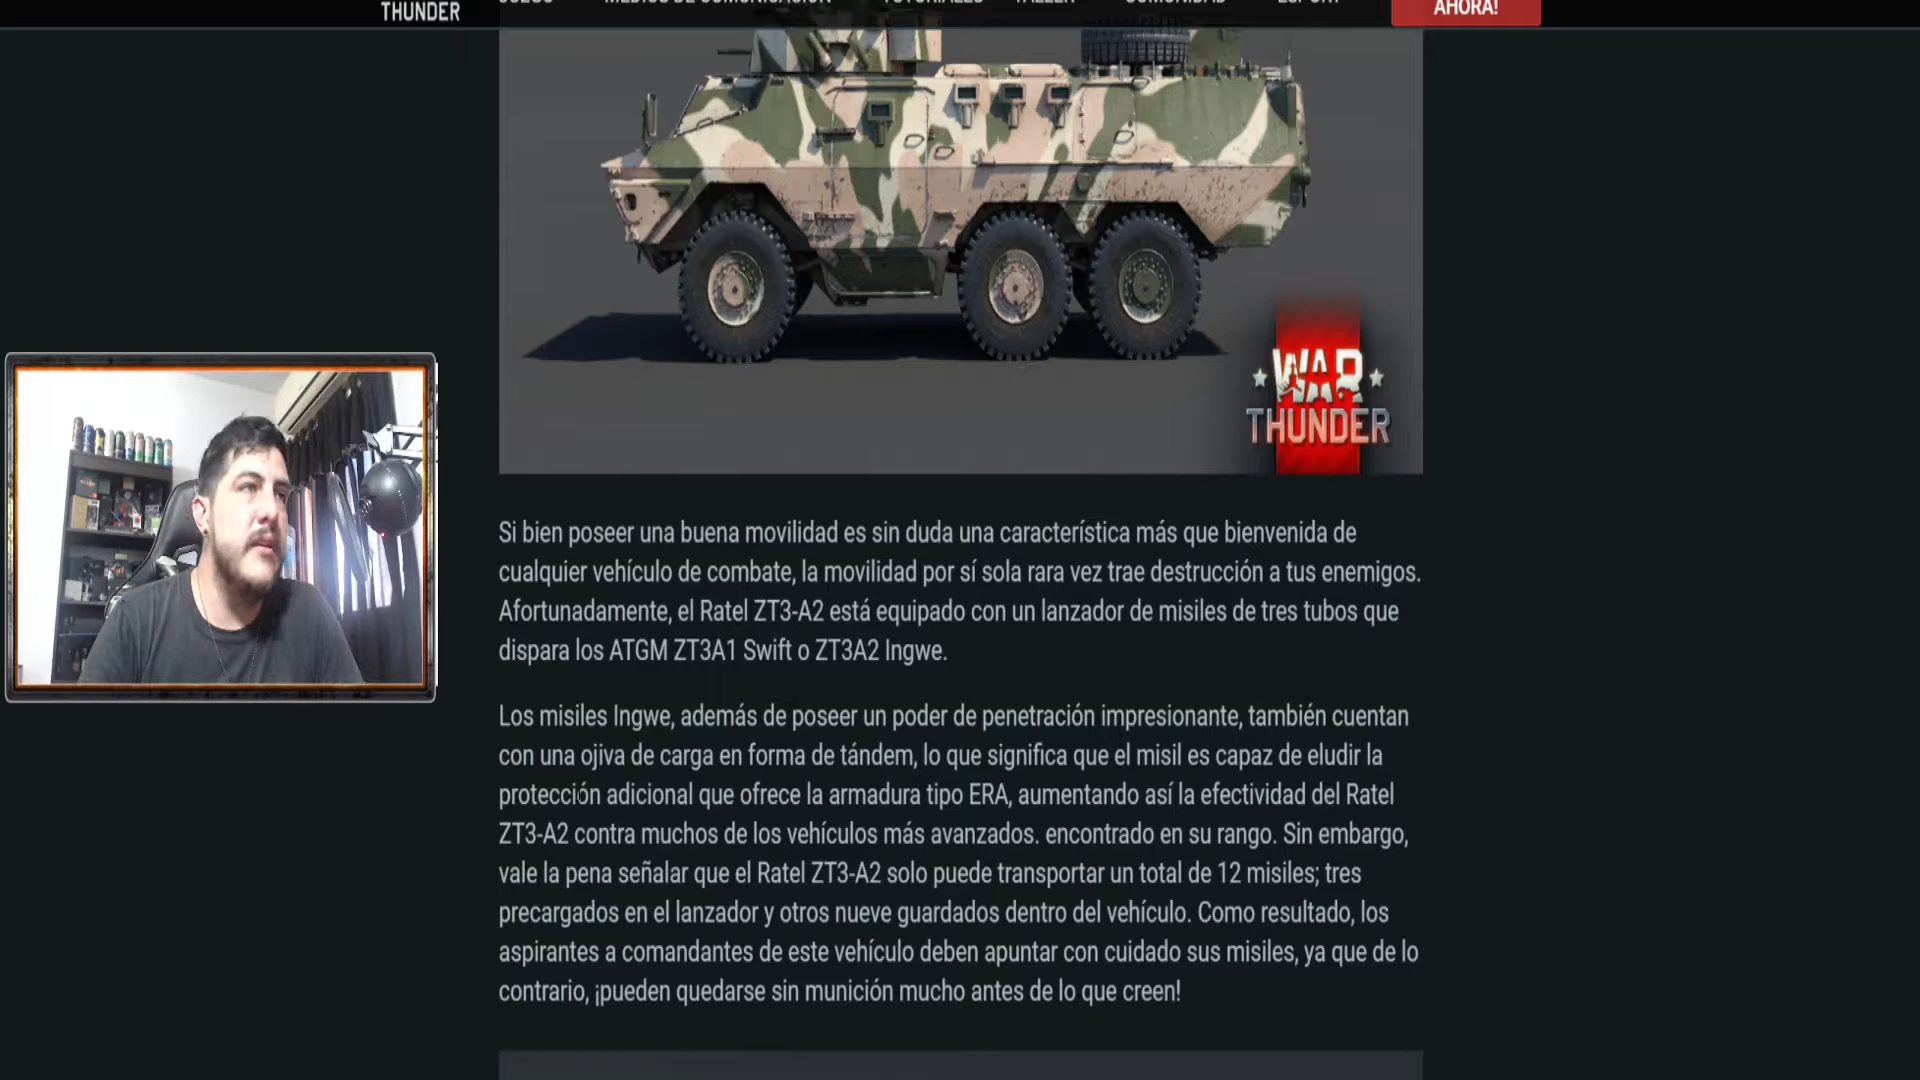 THUNDER
JUEGO
MEDIOS DE COMUNICACIÓN
TUTORIALES
TALLER
COMUNIDAD
ESPORT
AHORA!
WAR
THUNDER
Si bien poseer una buena movilidad es sin duda una característica más que bienvenida de
cualquier vehículo de combate, la movilidad por sí sola rara vez trae destrucción a tus enemigos.
Afortunadamente, el Ratel ZT3-A2 está equipado con un lanzador de misiles de tres tubos que
dispara los ATGM ZT3A1 Swift o ZT3A2 Ingwe.
Los misiles Ingwe, además de poseer un poder de penetración impresionante, también cuentan
con una ojiva de carga en forma de tándem, lo que significa que el misil es capaz de eludir la
protección adicional que ofrece la armadura tipo ERA, aumentando así la efectividad del Ratel
ZT3-A2 contra muchos de los vehículos más avanzados. encontrado en su rango. Sin embargo,
vale la pena señalar que el Ratel ZT3-A2 solo puede transportar un total de 12 misiles; tres
precargados en el lanzador y otros nueve guardados dentro del vehículo. Como resultado, los
aspirantes a comandantes de este vehículo deben apuntar con cuidado sus misiles, ya que de lo
contrario, ¡pueden quedarse sin munición mucho antes de lo que creen!